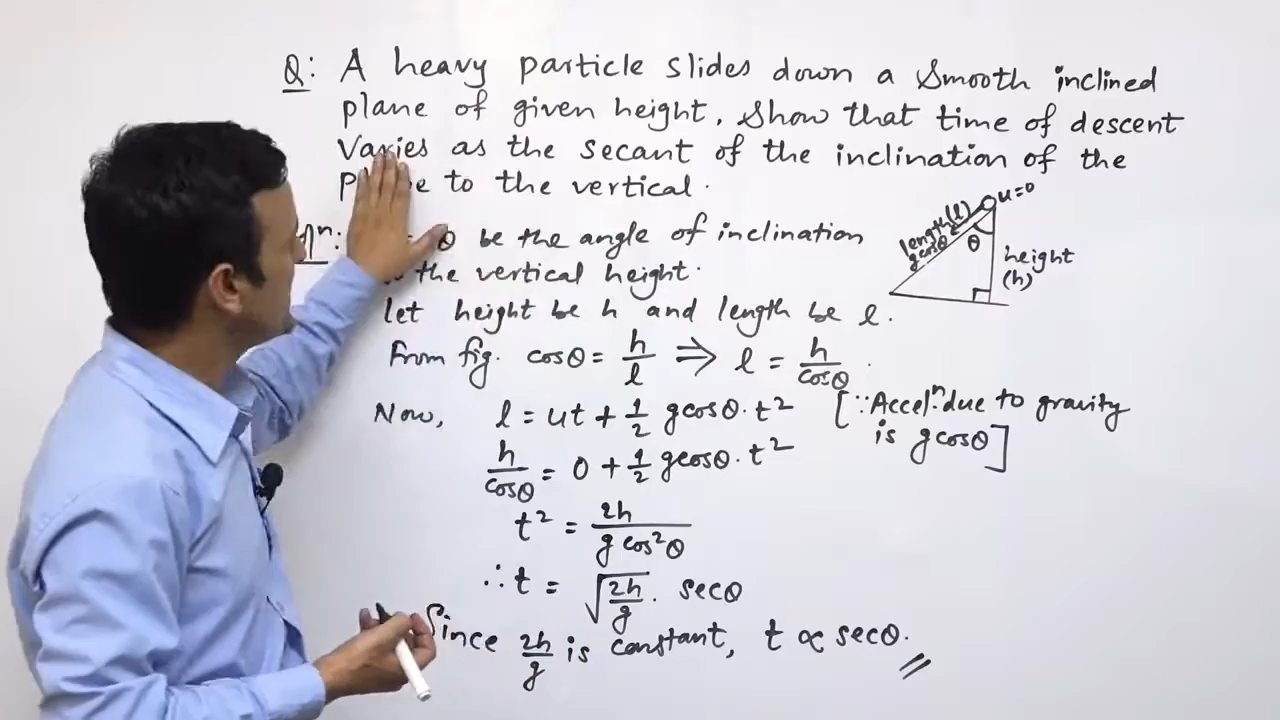 Q: A heavy particle slides down a smooth inclined
plane of given height. Show that time of descent
varies as the secant of the inclination of the
to the vertical.
θ be the angle of inclination
the vertical height.
let height be h and length be l.
From fig. cosθ = h/l ⇒ l = h/cosθ.
Now, l = ut + 1/2 gcosθ.t² [∵ Acceln. due to gravity
is gcosθ]
h/cosθ = 0 + 1/2 gcosθ.t²
t² = 2h/g cos²θ
∴ t = √2h/g . secθ
Since 2h/g is constant, t ∝ secθ.
u=0
length(l)
gcosθ
θ
height
(h)